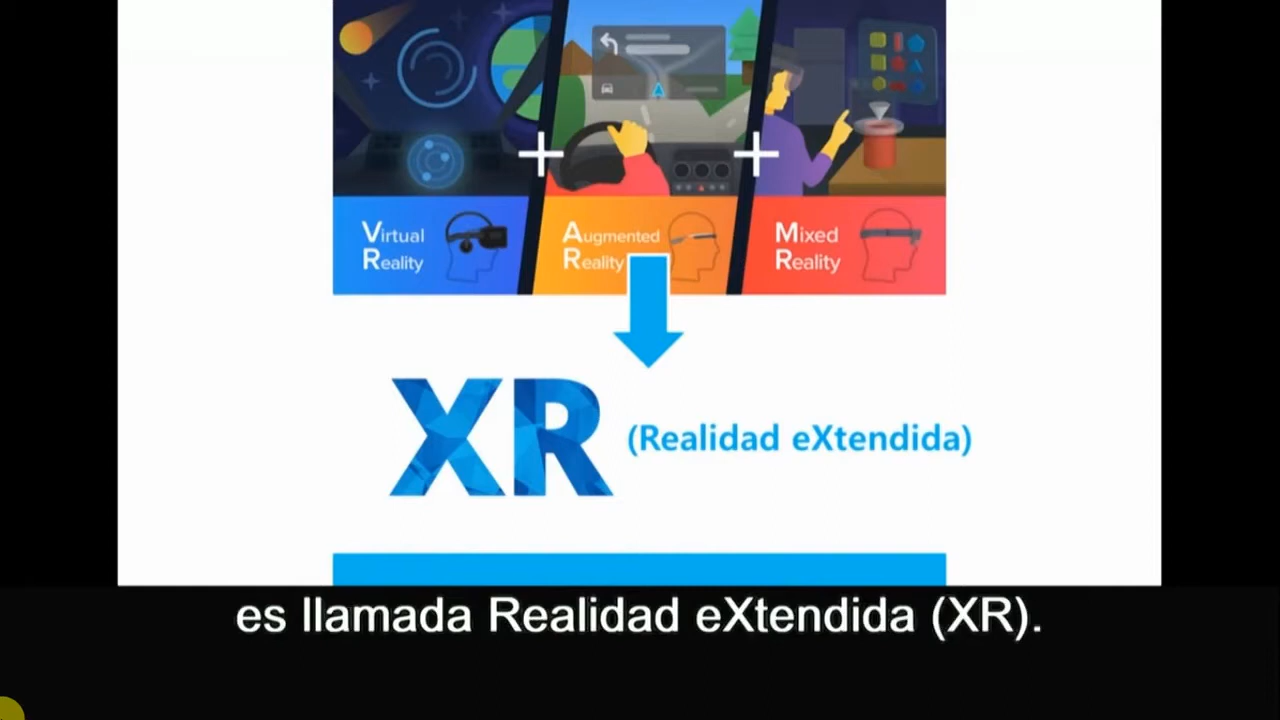 Virtual
Reality
Augmented
Reality
Mixed
Reality
XR (Realidad eXtendida)
es llamada Realidad eXtendida (XR).